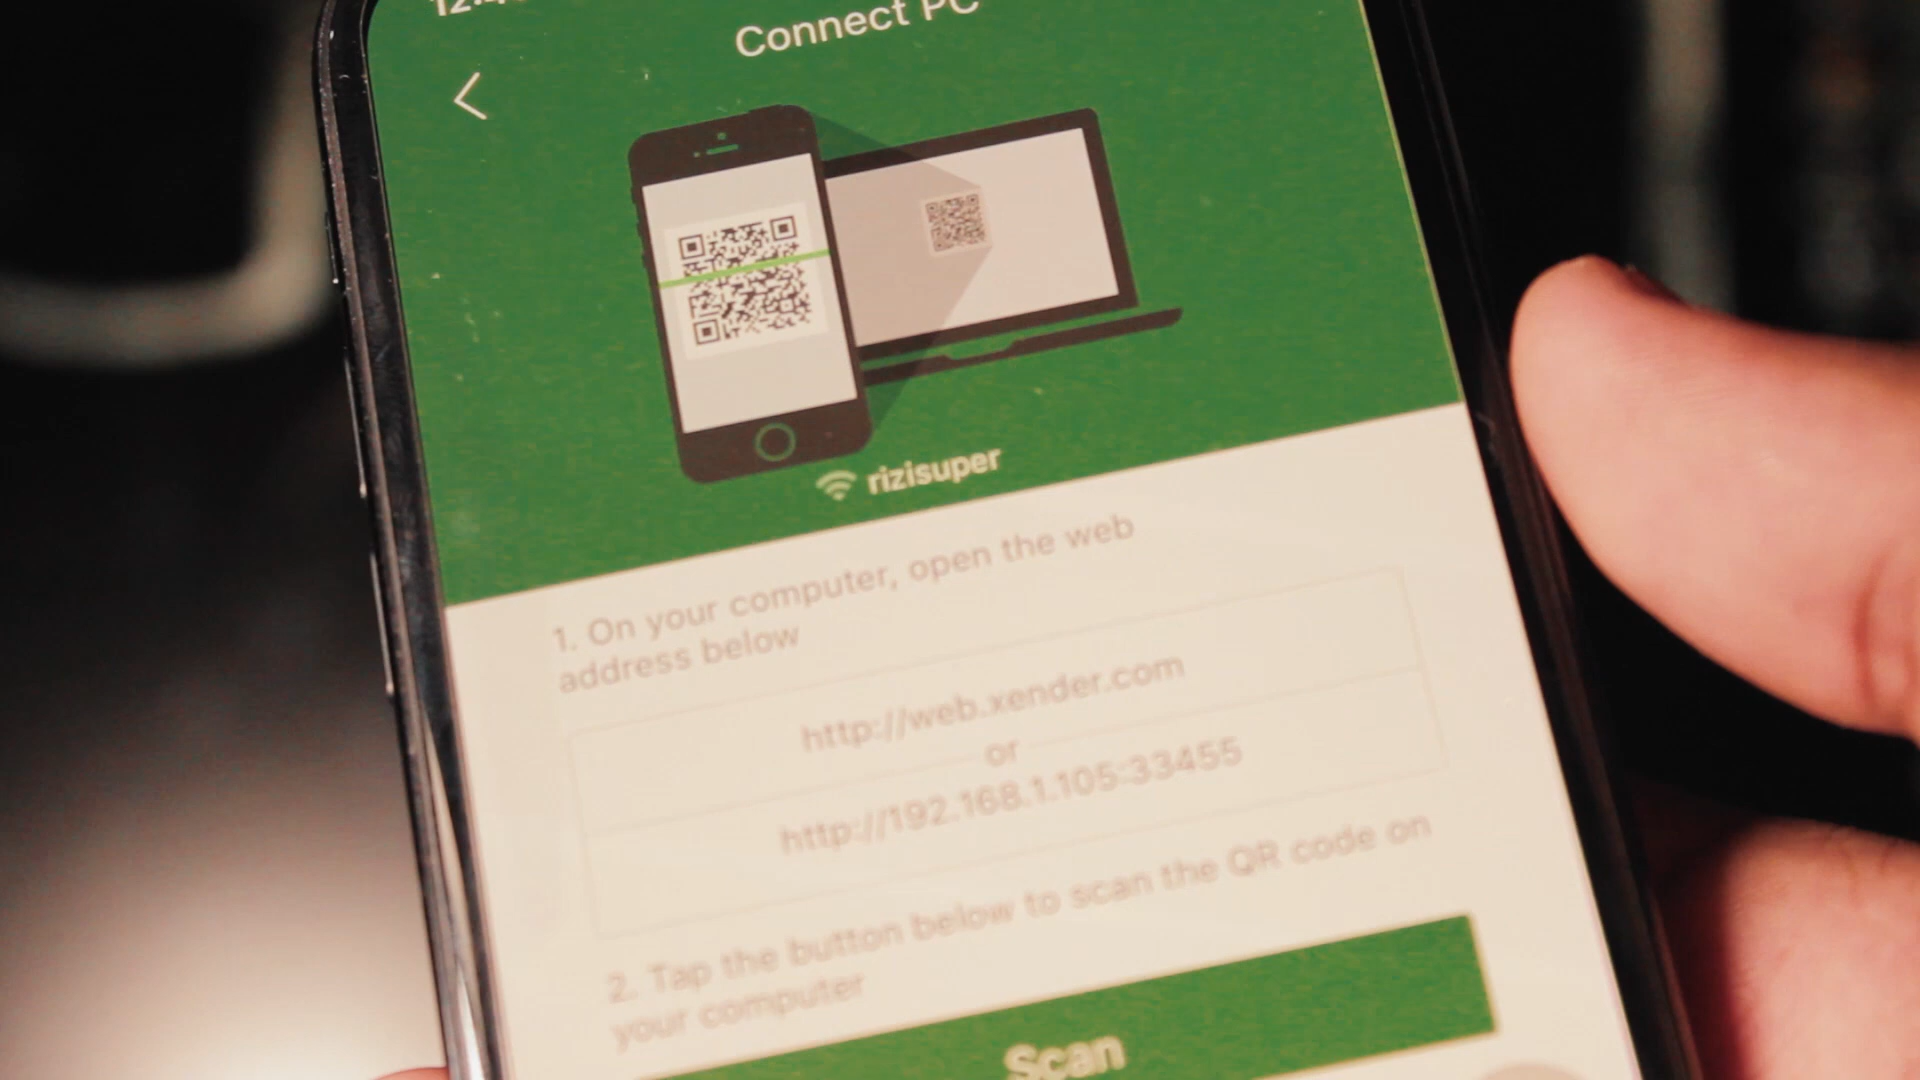 Connect PC
rizisuper
1. On your computer, open the web
address below
http://web.xender.com
or
http://192.168.1.105:33455
2. Tap the button below to scan the QR code on
your computer
Scan